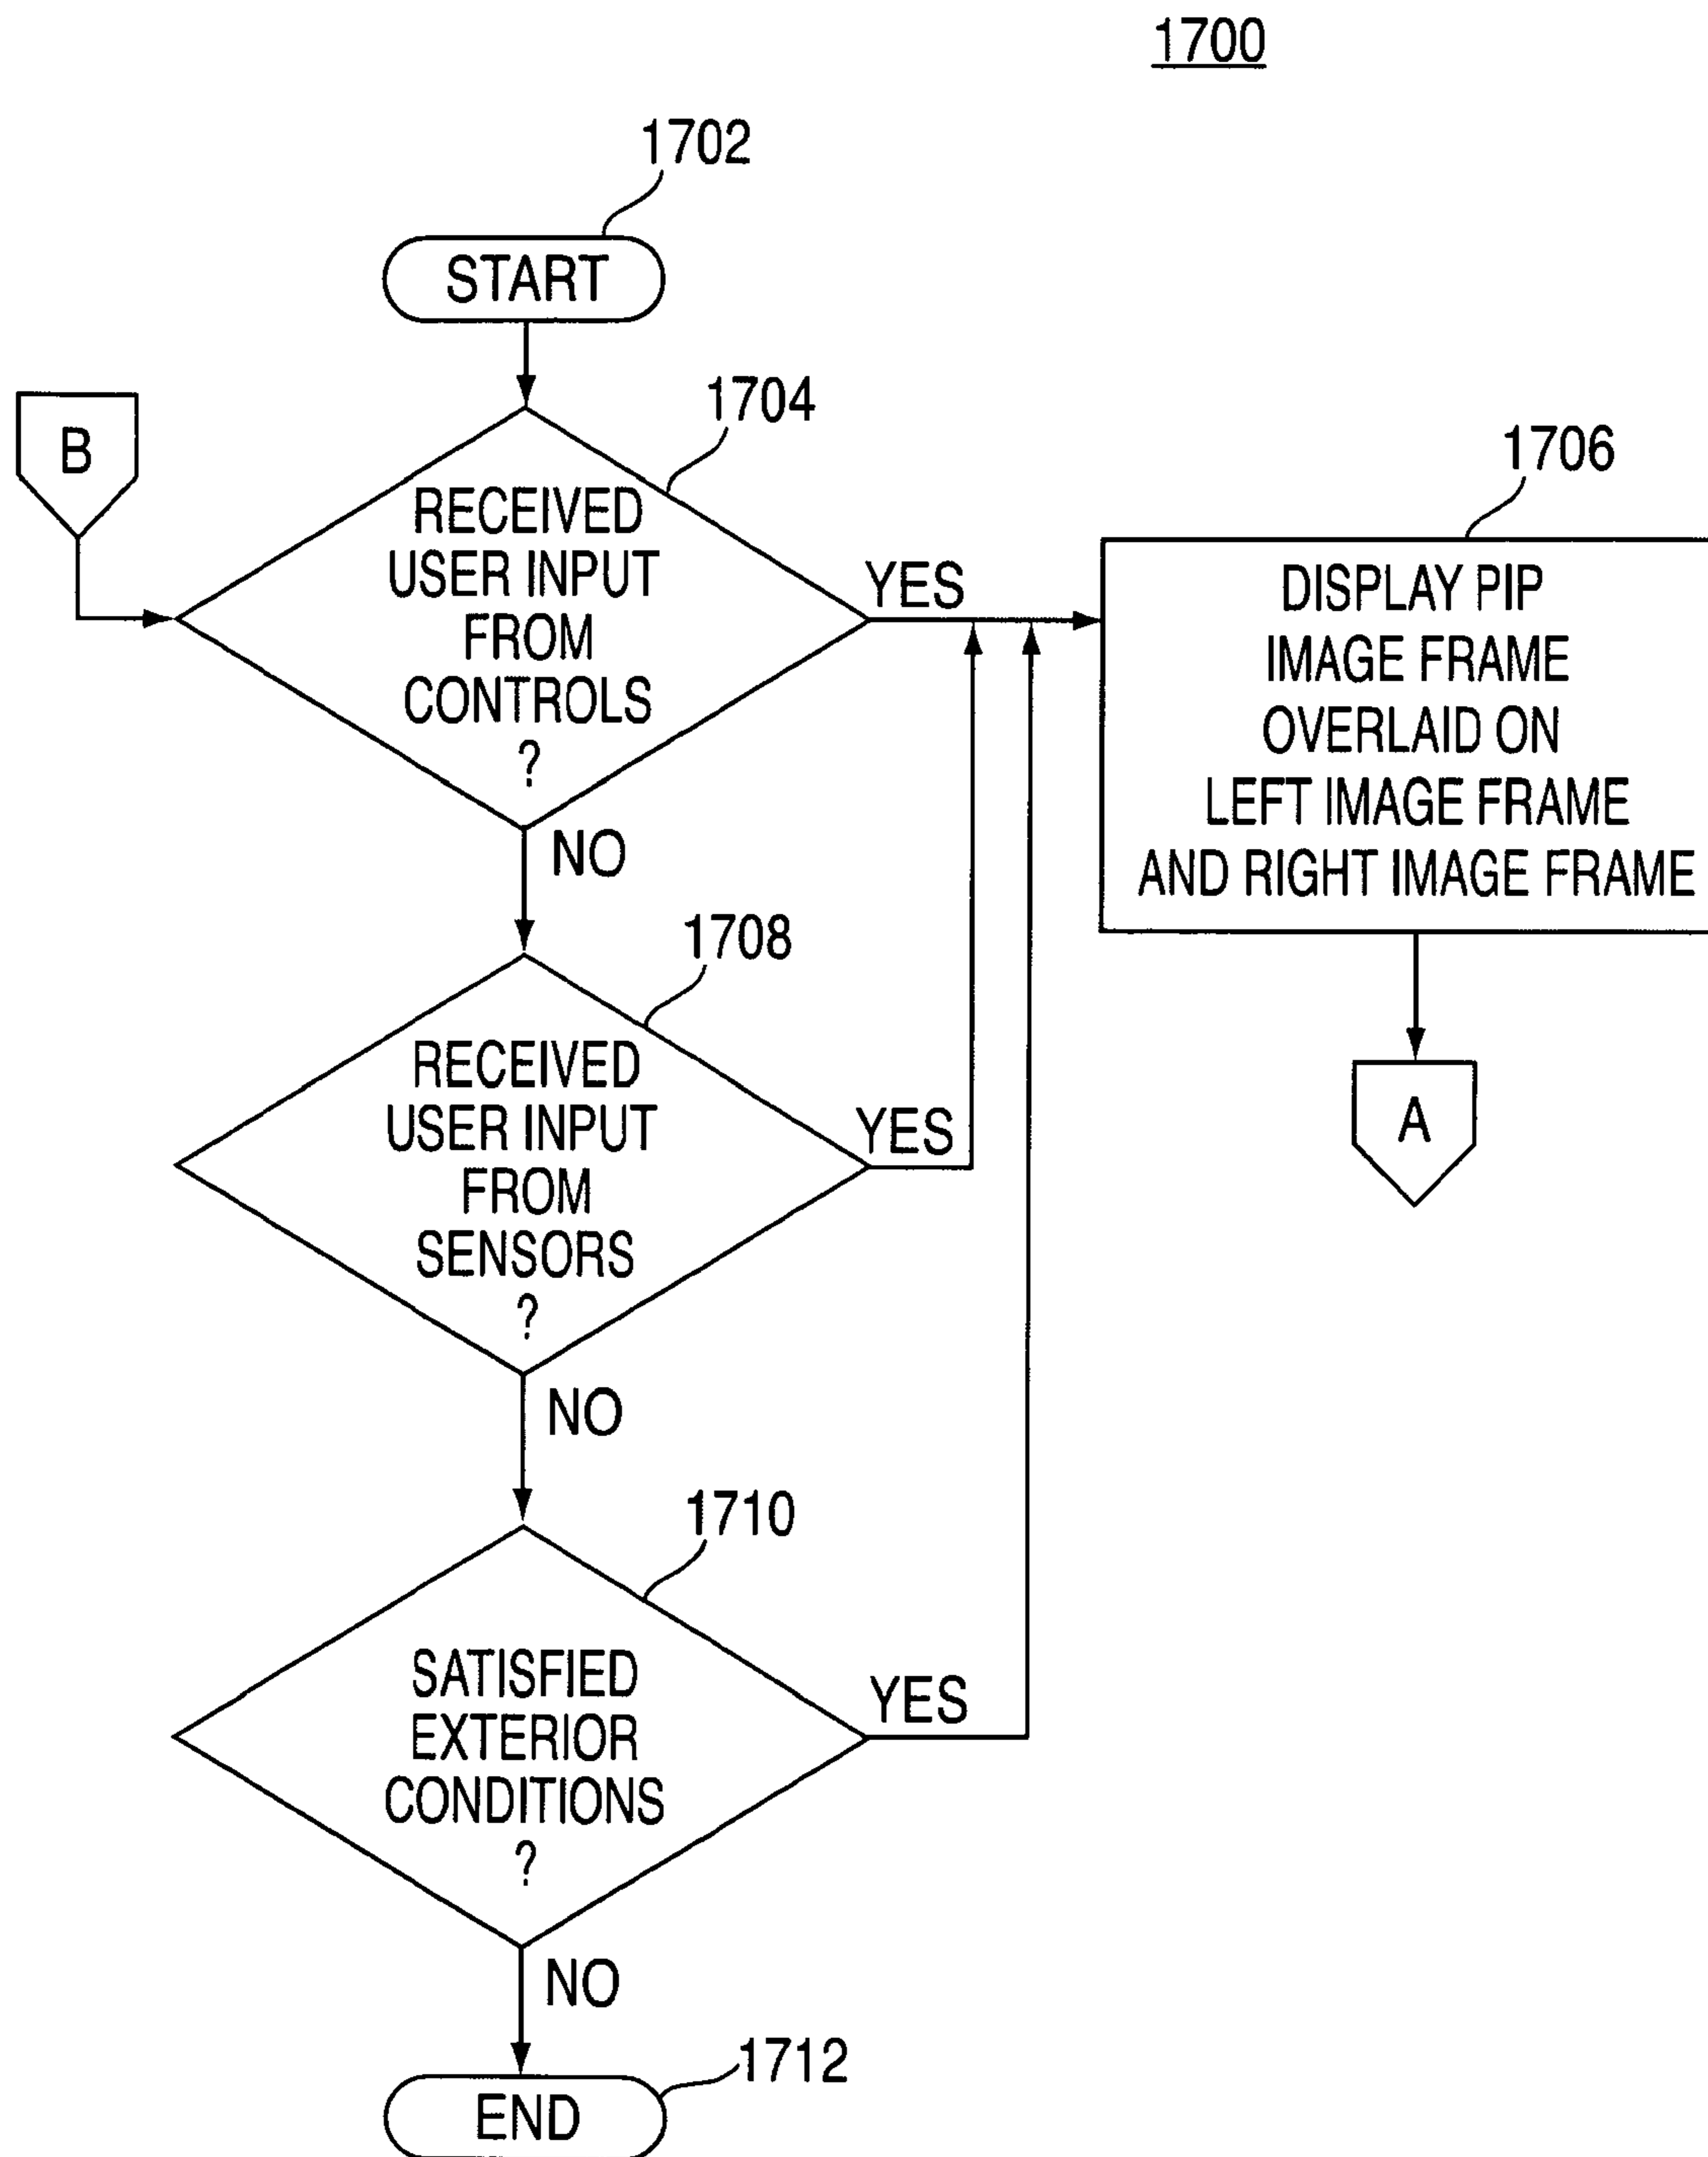 1700
1702
START
B
1704
RECEIVED
USER INPUT
FROM
CONTROLS
?
YES
NO
1706
DISPLAY PIP
IMAGE FRAME
OVERLAID ON
LEFT IMAGE FRAME
AND RIGHT IMAGE FRAME
A
1708
RECEIVED
USER INPUT
FROM
SENSORS
?
YES
NO
1710
SATISFIED
EXTERIOR
CONDITIONS
?
YES
NO
1712
END